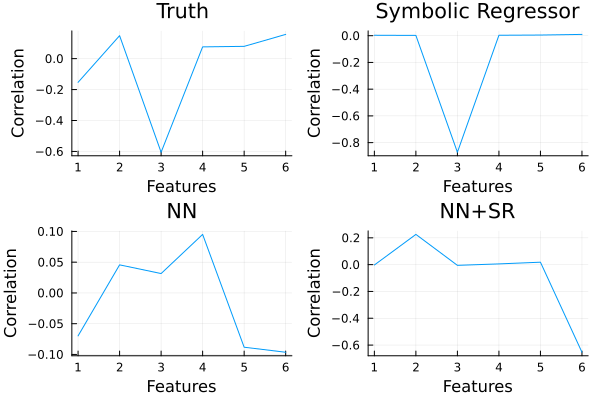 Truth
Correlation
0.0
−0.2
−0.4
−0.6
1 2 3 4 5 6
Features
Symbolic Regressor
Correlation
0.0
−0.2
−0.4
−0.6
−0.8
1 2 3 4 5 6
Features
NN
Correlation
0.10
0.05
0.00
−0.05
−0.10
1 2 3 4 5 6
Features
NN+SR
Correlation
0.2
0.0
−0.2
−0.4
−0.6
1 2 3 4 5 6
Features